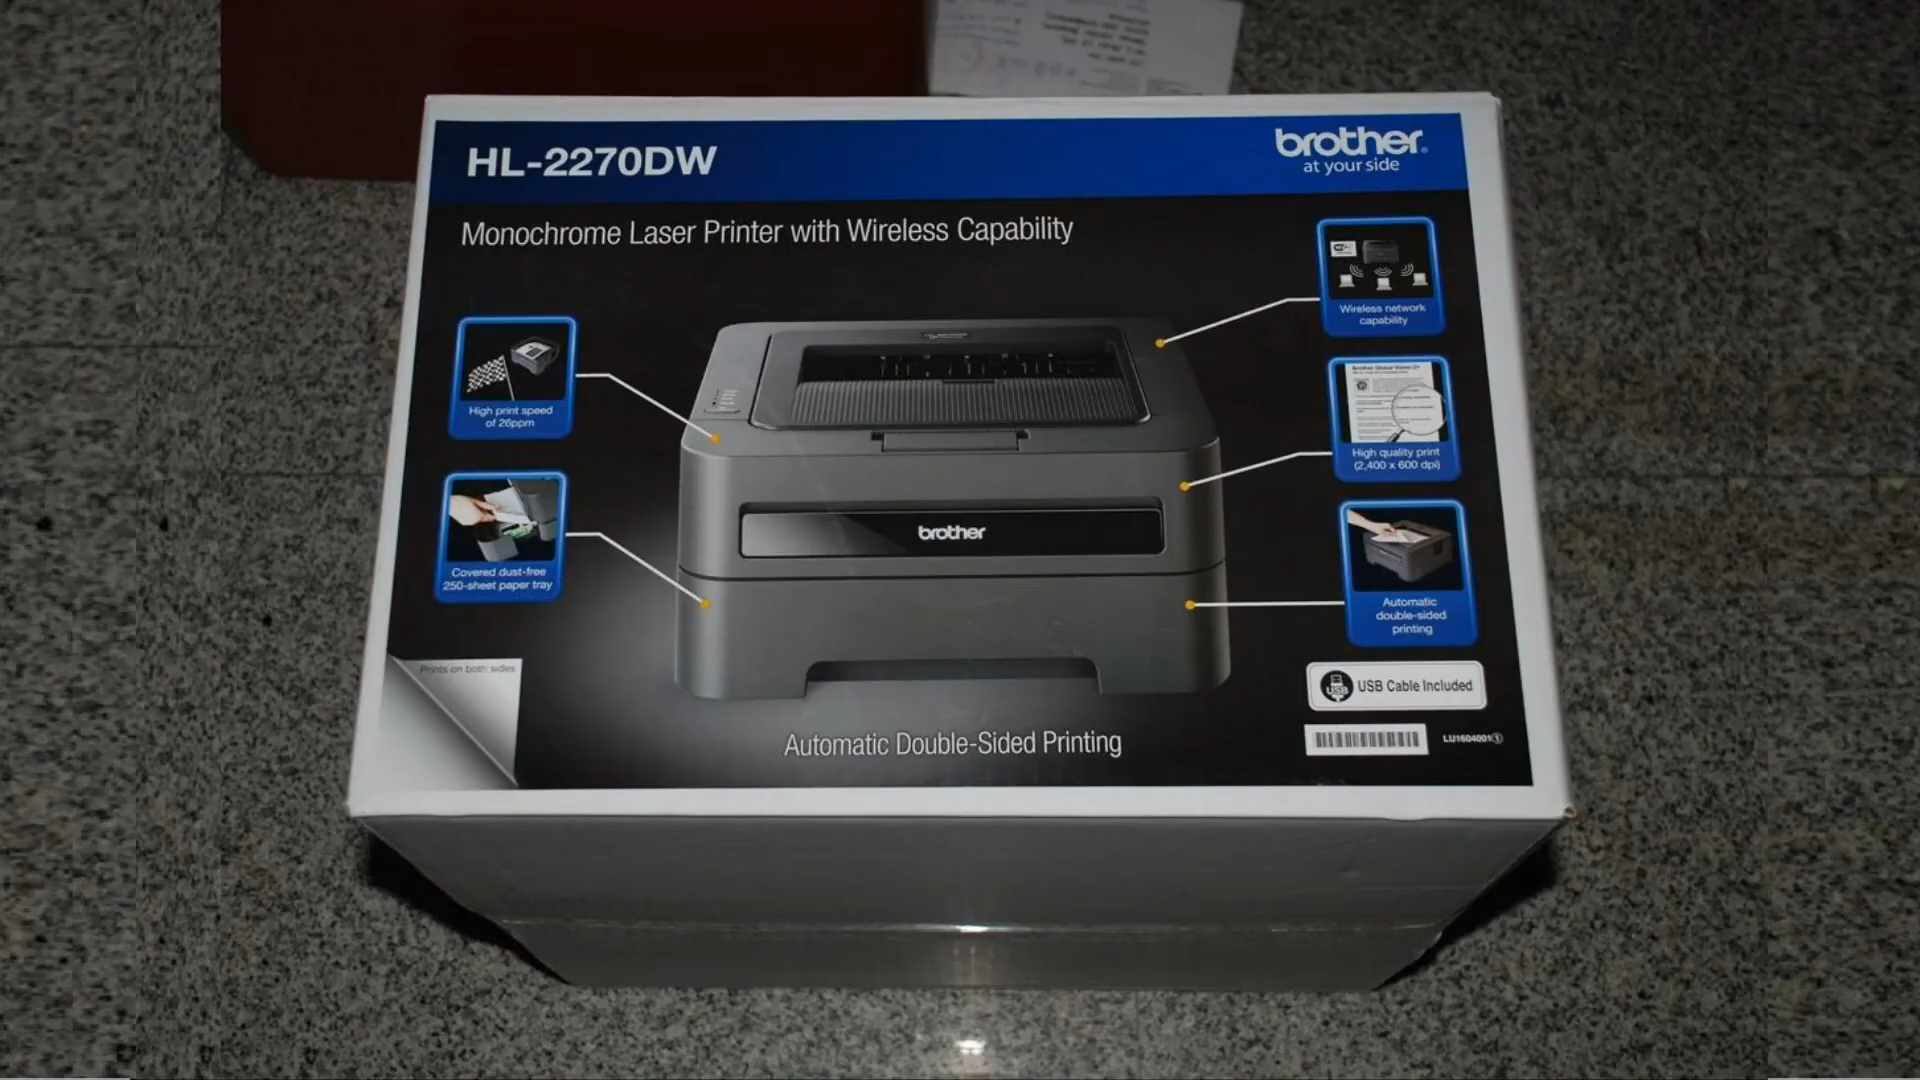 HL-2270DW
brother
at your side
Monochrome Laser Printer with Wireless Capability
Wireless network
capability
High print speed
of 26ppm
High quality print
(2,400 x 600 dpi)
brother
Covered dust-free
250-sheet paper tray
Automatic
double-sided
printing
Prints on both sides
USB
USB Cable Included
Automatic Double-Sided Printing
LU1604001①